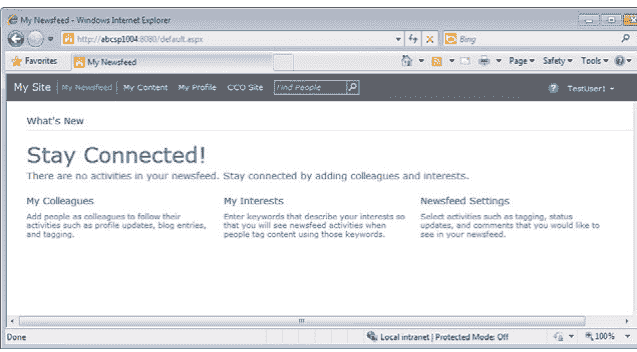 My Newsfeed - Windows Internet Explorer
http://abcsp1004:8080/default.aspx
Bing
Favorites
My Newsfeed
Page
Safety
Tools
My Site
My Newsfeed
My Content
My Profile
CCO Site
Find People
TestUser1
What's New
Stay Connected!
There are no activities in your newsfeed. Stay connected by adding colleagues and interests.
My Colleagues
Add people as colleagues to follow their
activities such as profile updates, blog entries,
and tagging.
My Interests
Enter keywords that describe your interests so
that you will see newsfeed activities when
people tag content using those keywords.
Newsfeed Settings
Select activities such as tagging, status
updates, and comments that you would like to
see in your newsfeed.
Done
Local intranet | Protected Mode: Off
100%